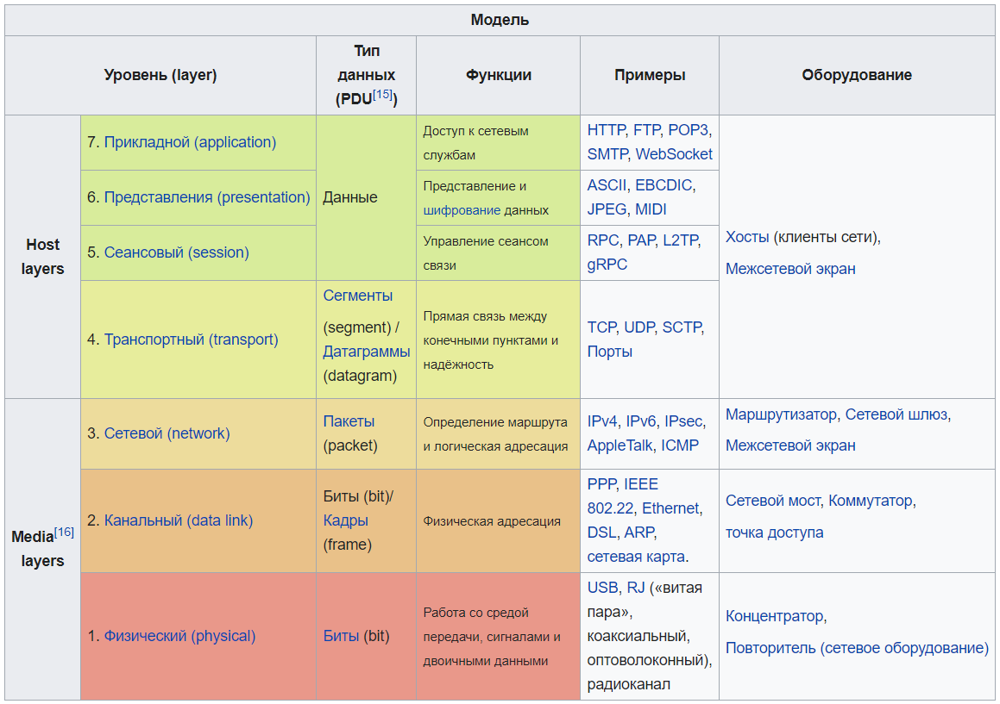 Модель
Уровень (layer)
Тип
данных
(PDU[15])
Функции
Примеры
Оборудование
Host
layers
7. Прикладной (application)
Данные
Доступ к сетевым
службам
HTTP, FTP, POP3,
SMTP, WebSocket
Хосты (клиенты сети),
Межсетевой экран
6. Представления (presentation)
Представление и
шифрование данных
ASCII, EBCDIC,
JPEG, MIDI
5. Сеансовый (session)
Управление сеансом
связи
RPC, PAP, L2TP,
gRPC
4. Транспортный (transport)
Сегменты
(segment) /
Датаграммы
(datagram)
Прямая связь между
конечными пунктами и
надёжность
TCP, UDP, SCTP,
Порты
Media[16]
layers
3. Сетевой (network)
Пакеты
(packet)
Определение маршрута
и логическая адресация
IPv4, IPv6, IPsec,
AppleTalk, ICMP
Маршрутизатор, Сетевой шлюз,
Межсетевой экран
2. Канальный (data link)
Биты (bit)/
Кадры
(frame)
Физическая адресация
PPP, IEEE
802.22, Ethernet,
DSL, ARP,
сетевая карта.
Сетевой мост, Коммутатор,
точка доступа
1. Физический (physical)
Биты (bit)
Работа со средой
передачи, сигналами и
двоичными данными
USB, RJ («витая
пара»,
коаксиальный,
оптоволоконный),
радиоканал
Концентратор,
Повторитель (сетевое оборудование)